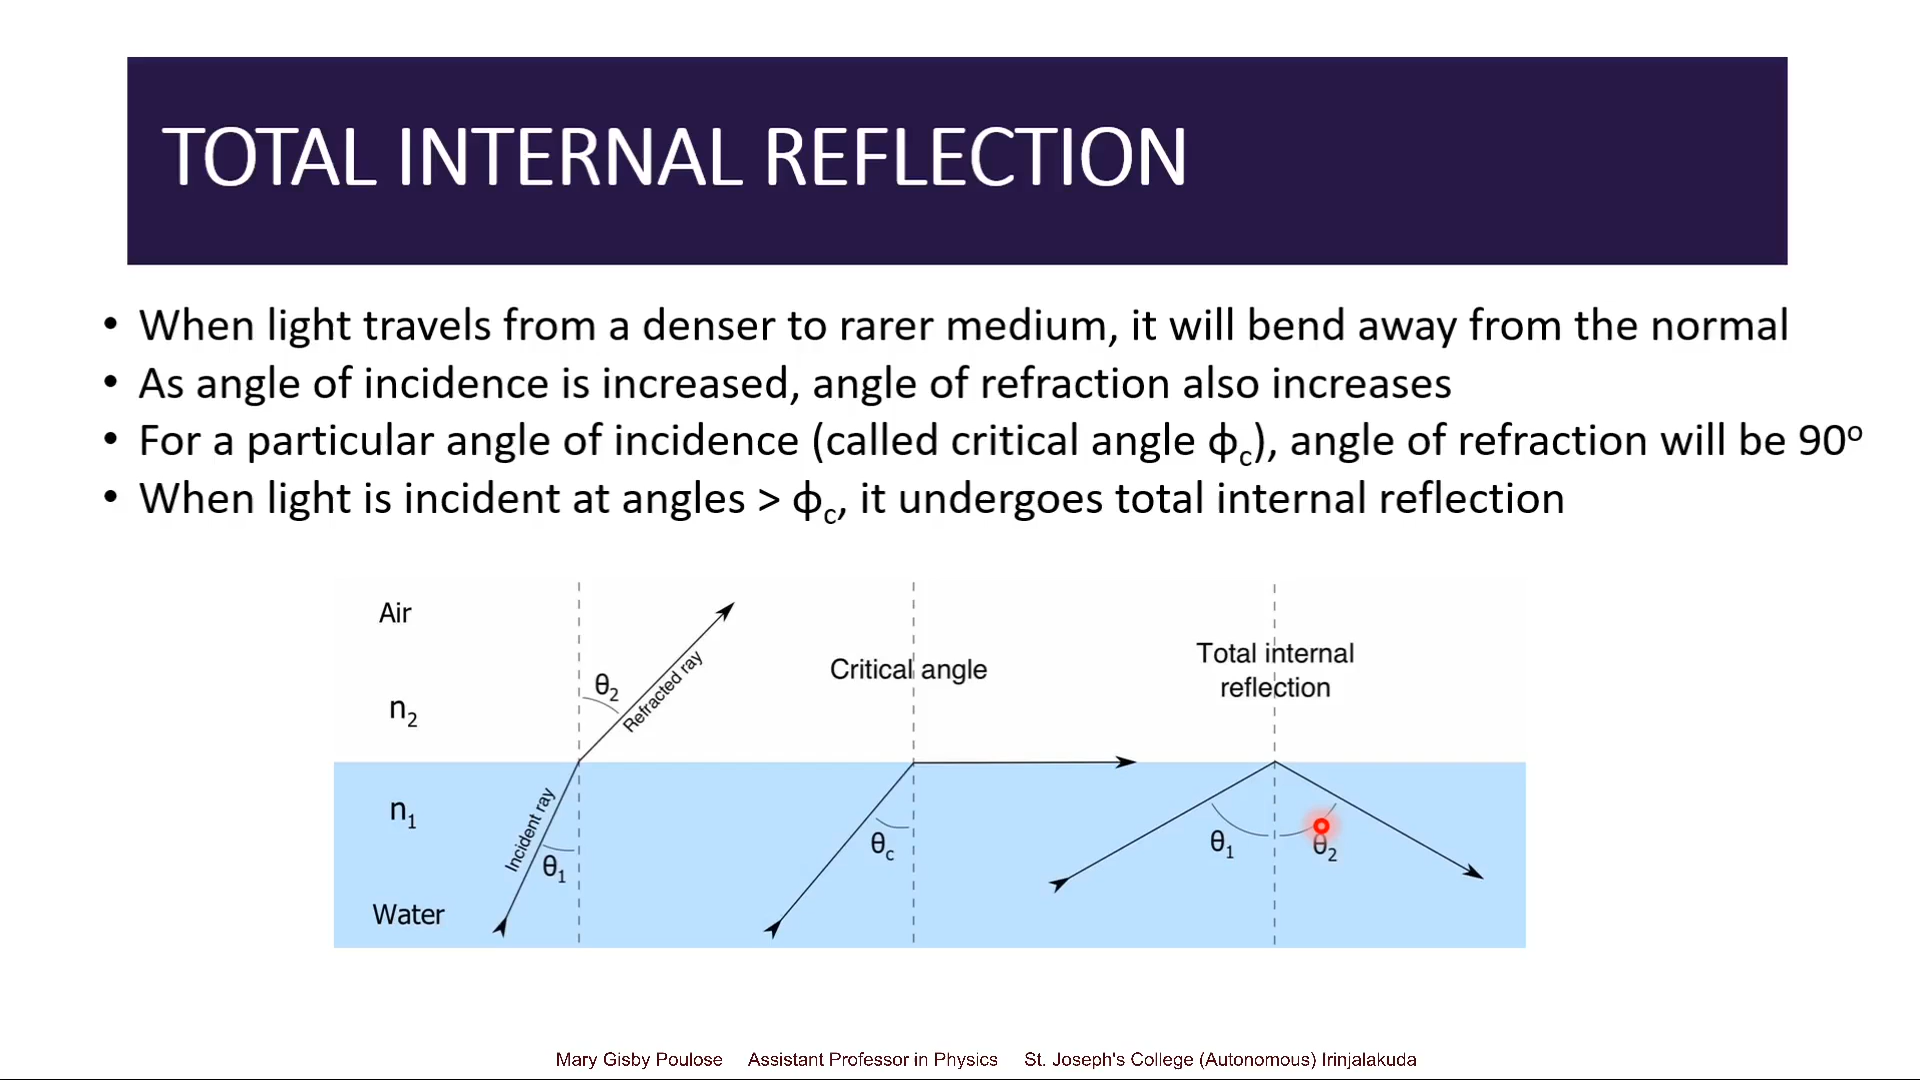 TOTAL INTERNAL REFLECTION
• When light travels from a denser to rarer medium, it will bend away from the normal
• As angle of incidence is increased, angle of refraction also increases
• For a particular angle of incidence (called critical angle ϕc), angle of refraction will be 90º
• When light is incident at angles > ϕc, it undergoes total internal reflection
Air
n2
θ2
Refracted ray
Critical angle
Total internal
reflection
n1
Incident ray
θ1
θc
θ1
θ2
Water
Mary Gisby Poulose Assistant Professor in Physics St. Joseph's College (Autonomous) Irinjalakuda